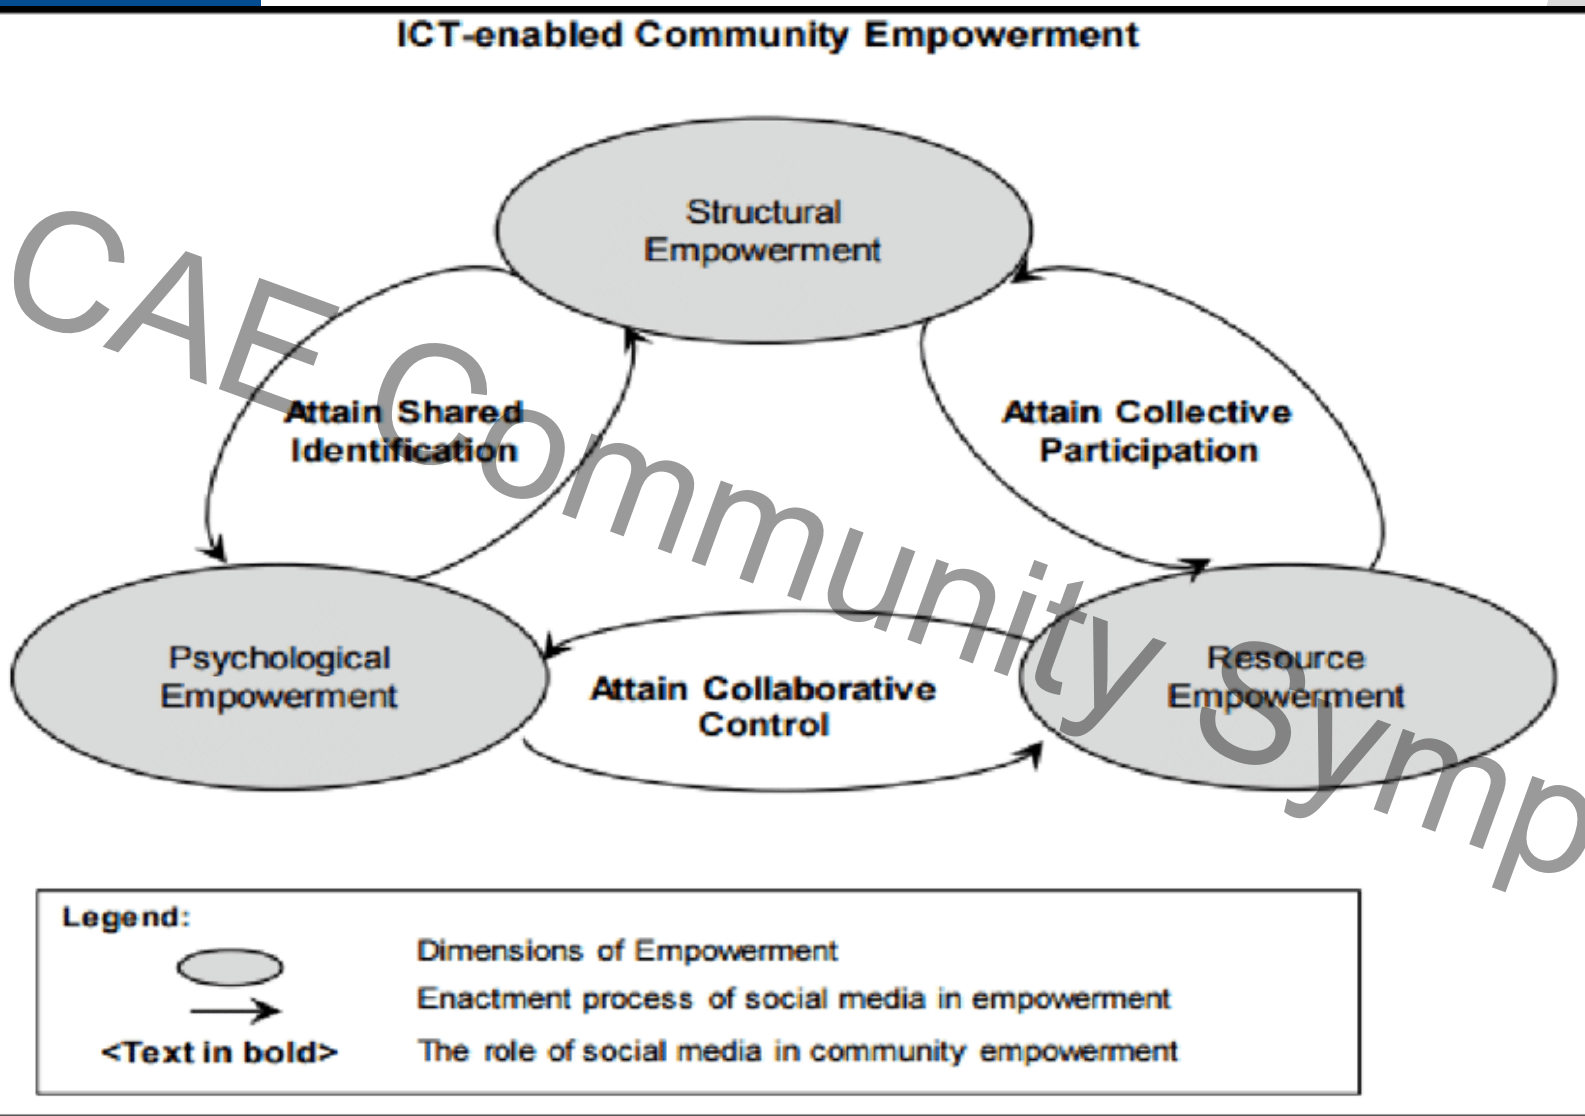 ICT-enabled Community Empowerment
Structural
Empowerment
Attain Shared
Identification
Attain Collective
Participation
Psychological
Empowerment
Attain Collaborative
Control
Resource
Empowerment
CAE Community Symp
Legend:
Dimensions of Empowerment
Enactment process of social media in empowerment
<Text in bold>
The role of social media in community empowerment